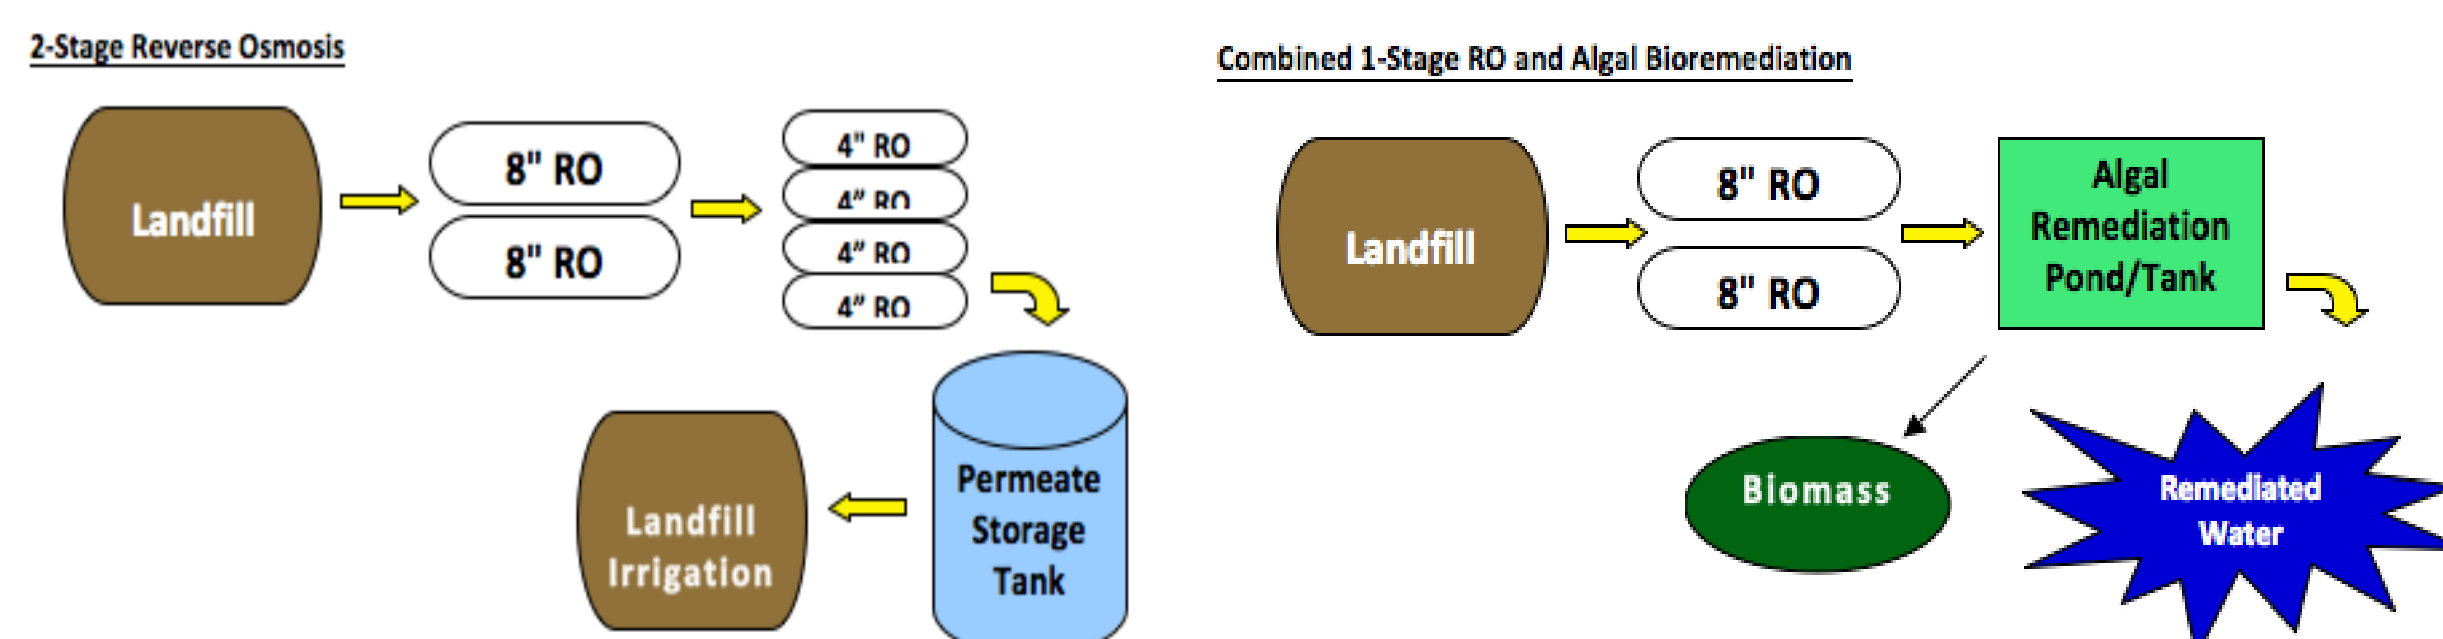 2-Stage Reverse Osmosis
Landfill
8" RO
8" RO
4" RO
4” RO
4” RO
4” RO
Permeate
Storage
Tank
Landfill
Irrigation
Combined 1-Stage RO and Algal Bioremediation
Landfill
8" RO
8" RO
Algal
Remediation
Pond/Tank
Biomass
Remediated
Water